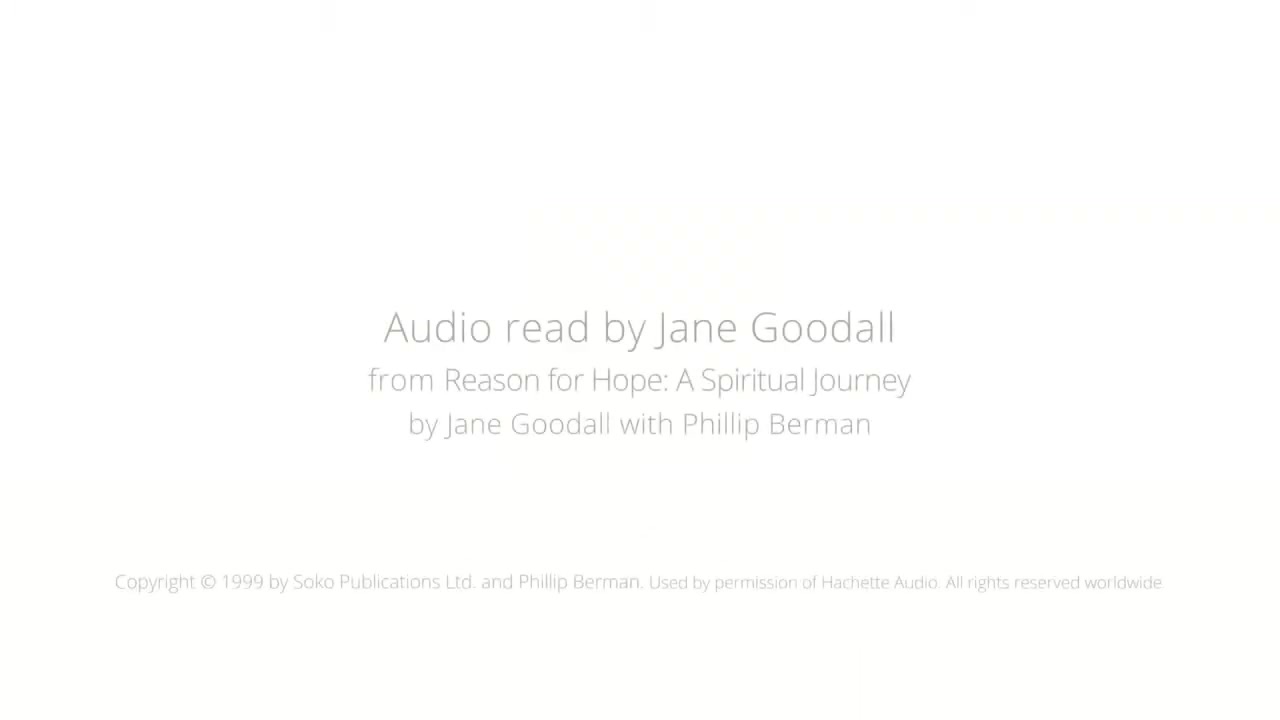 Audio read by Jane Goodall
from Reason for Hope: A Spiritual Journey
by Jane Goodall with Phillip Berman
Copyright © 1999 by Soko Publications Ltd. and Phillip Berman. Used by permission of Hachette Audio. All rights reserved worldwide